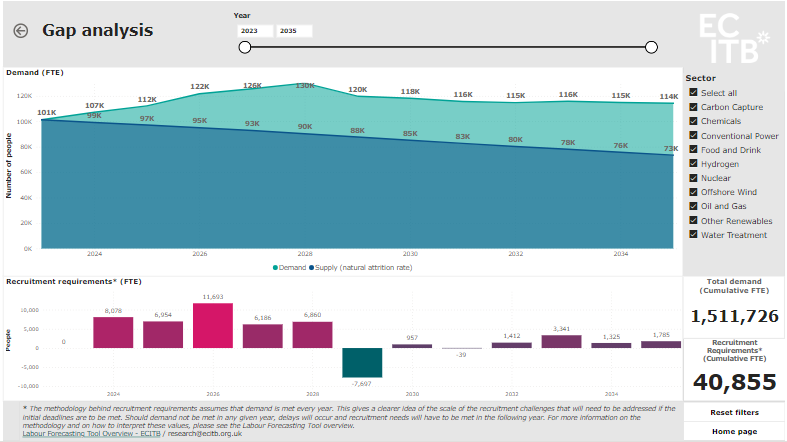 Gap analysis
Year
2023 2035
EC
ITB
Demand (FTE)
Number of people
120K
100K
80K
60K
40K
20K
0K
101K 107K 112K 122K 126K 130K 120K 118K 116K 115K 116K 115K 114K
99K 97K 95K 93K 90K 88K 85K 83K 80K 78K 76K 73K
2024 2026 2028 2030 2032 2034
Demand Supply (natural attrition rate)
Sector
Select all
Carbon Capture
Chemicals
Conventional Power
Food and Drink
Hydrogen
Nuclear
Offshore Wind
Oil and Gas
Other Renewables
Water Treatment
Recruitment requirements* (FTE)
People
10,000
5,000
0
-5,000
-10,000
0 8,078 6,954 11,693 6,186 6,860 -7,697 957 -39 1,412 3,341 1,325 1,785
2024 2026 2028 2030 2032 2034
Total demand
(Cumulative FTE)
1,511,726
Recruitment
Requirements*
(Cumulative FTE)
40,855
* The methodology behind recruitment requirements assumes that demand is met every year. This gives a clearer idea of the scale of the recruitment challenges that will need to be addressed if the
initial deadlines are to be met. Should demand not be met in any given year, delays will occur and recruitment needs will have to be met in the following year. For more information on the
methodology and on how to interpret these values, please see the Labour Forecasting Tool overview.
Labour Forecasting Tool Overview - ECITB / research@ecitb.org.uk
Reset filters
Home page